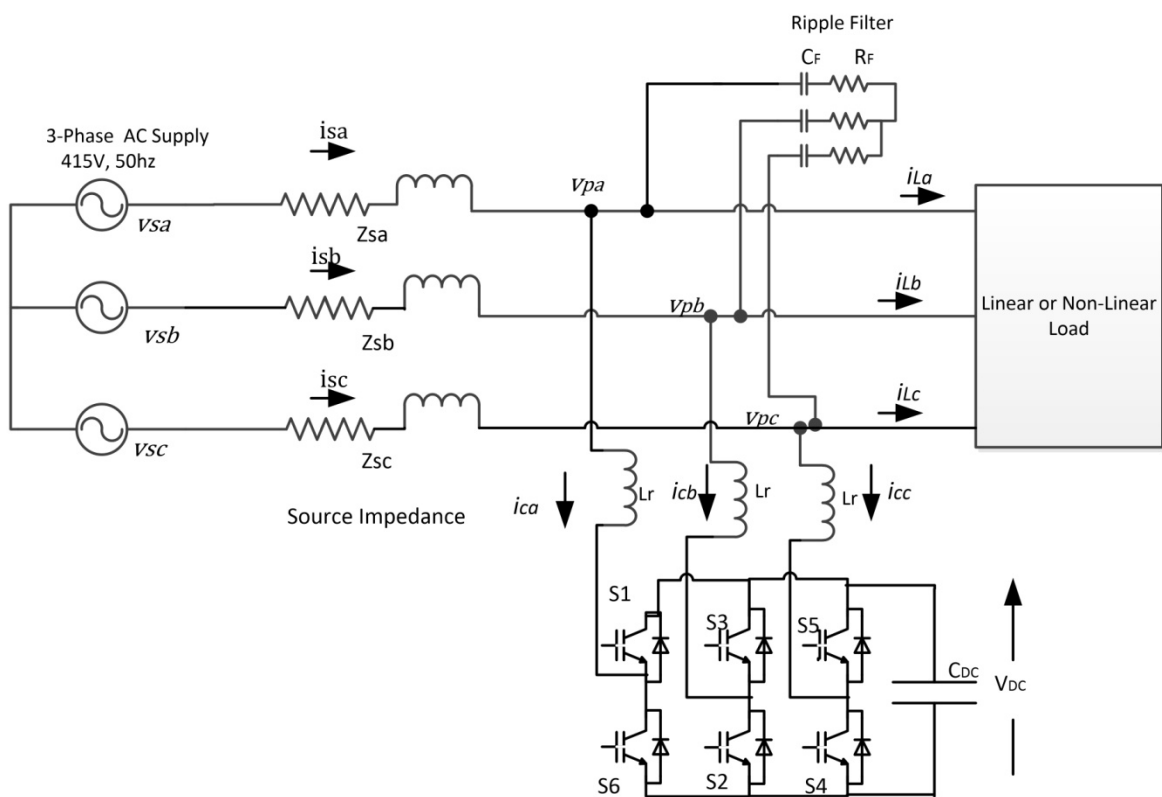 Ripple Filter
CF RF
3-Phase AC Supply
415V, 50hz
isa
vsa
Zsa
vpa
iLa
isb
vsb
Zsb
vpb
iLb
Linear or Non-Linear
Load
isc
vsc
Zsc
vpc
iLc
Source Impedance
ica
Lr
icb
Lr
Lr
icc
S1
S3
S5
CDC
VDC
S6
S2
S4